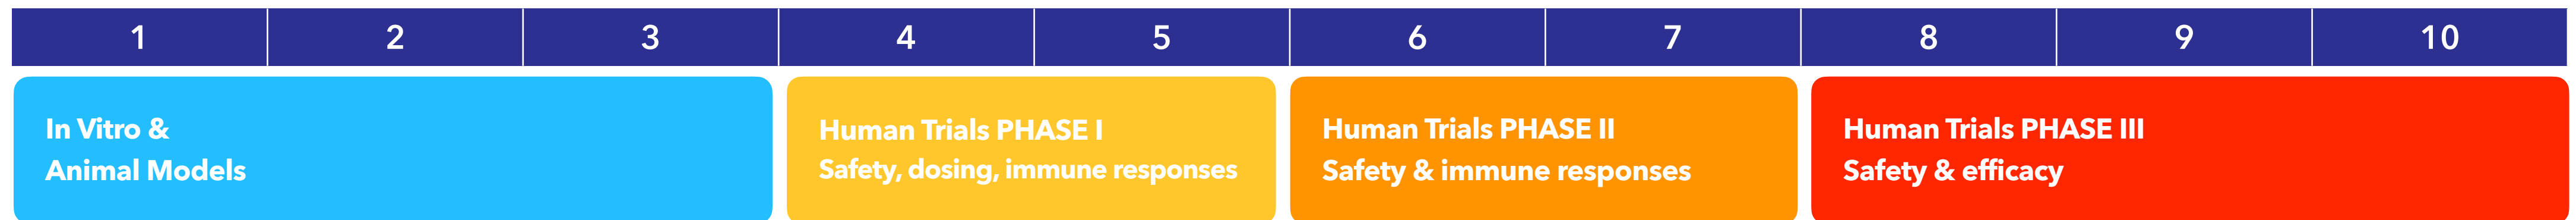 1 2 3 4 5 6 7 8 9 10
In Vitro &
Animal Models
Human Trials PHASE I
Safety, dosing, immune responses
Human Trials PHASE II
Safety & immune responses
Human Trials PHASE III
Safety & efficacy